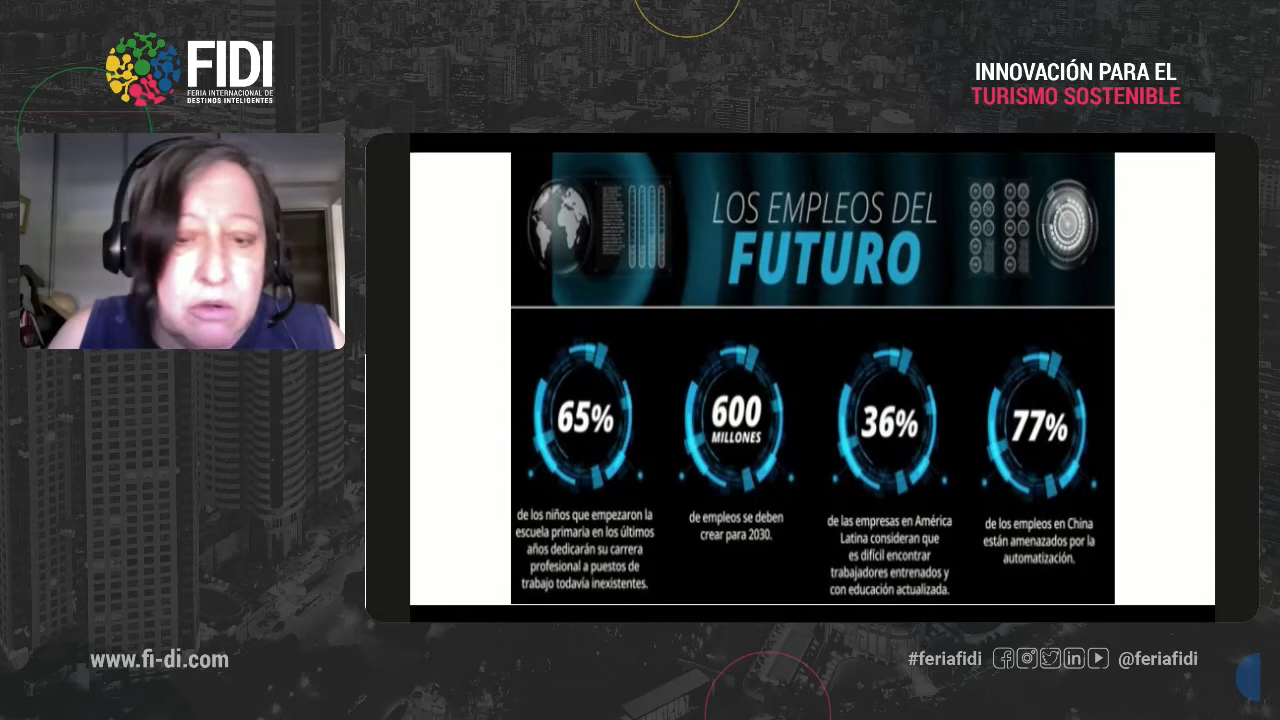 FIDI
FERIA INTERNACIONAL DE
DESTINOS INTELIGENTES
INNOVACIÓN PARA EL
TURISMO SOSTENIBLE
LOS EMPLEOS DEL
FUTURO
65%
de los niños que empezaron la
escuela primaria en los últimos
años dedicarán su carrera
profesional a puestos de
trabajo todavía inexistentes.
600
MILLONES
de empleos se deben
crear para 2030.
36%
de las empresas en América
Latina consideran que
es difícil encontrar
trabajadores entrenados y
con educación actualizada.
77%
de los empleos en China
están amenazados por la
automatización.
www.fi-di.com
#feriafidi
@feriafidi